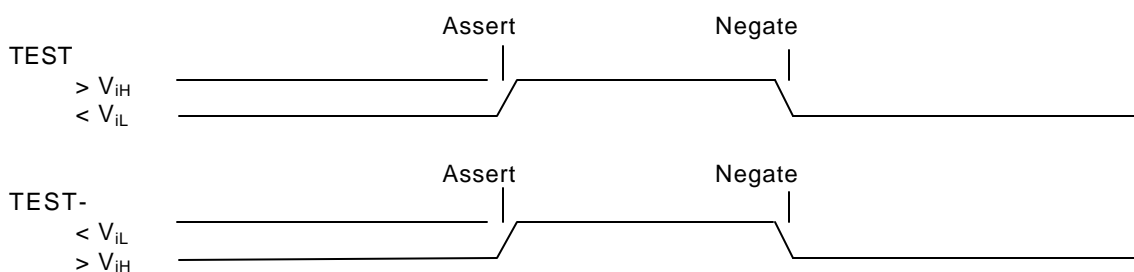 Assert Negate
TEST
> ViH
< ViL
Assert Negate
TEST-
< ViL
> ViH